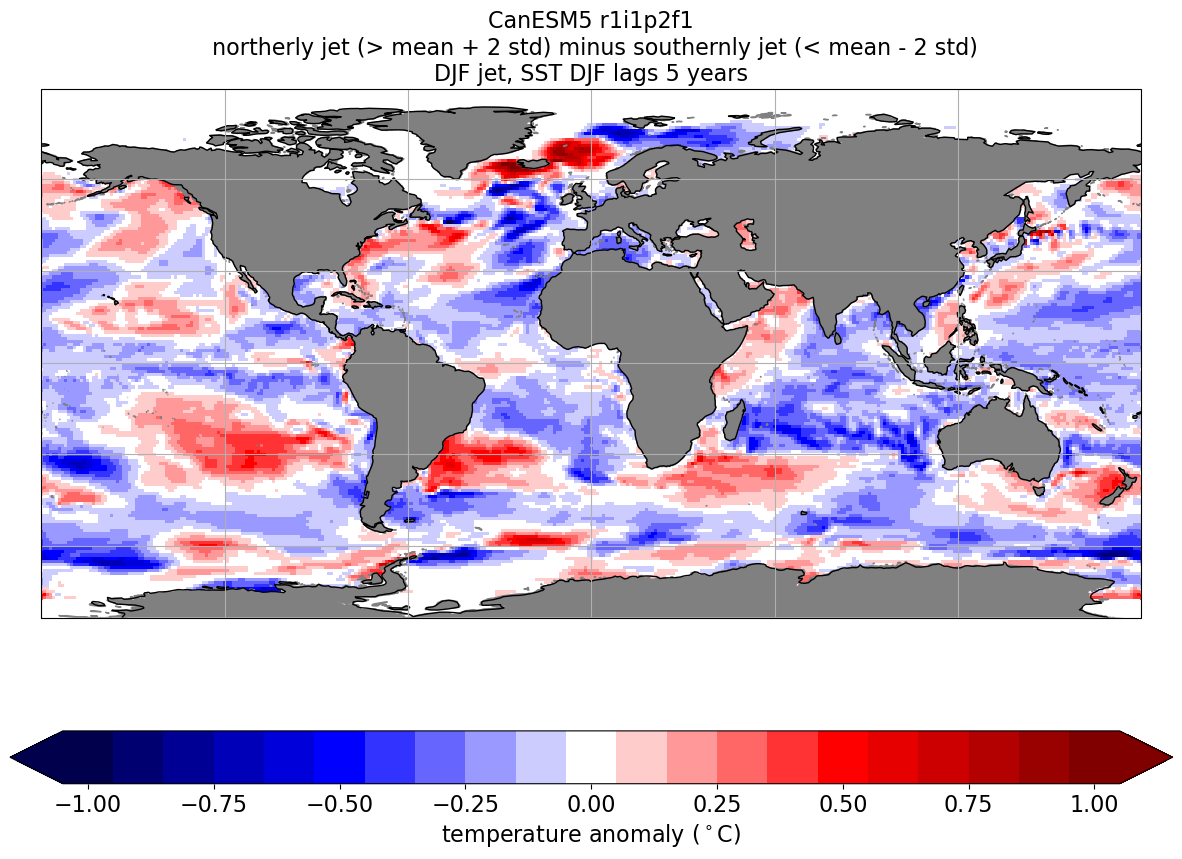 CanESM5 r1i1p2f1
northerly jet (> mean + 2 std) minus southernly jet (< mean - 2 std)
DJF jet, SST DJF lags 5 years
−1.00 −0.75 −0.50 −0.25 0.00 0.25 0.50 0.75 1.00
temperature anomaly (°C)